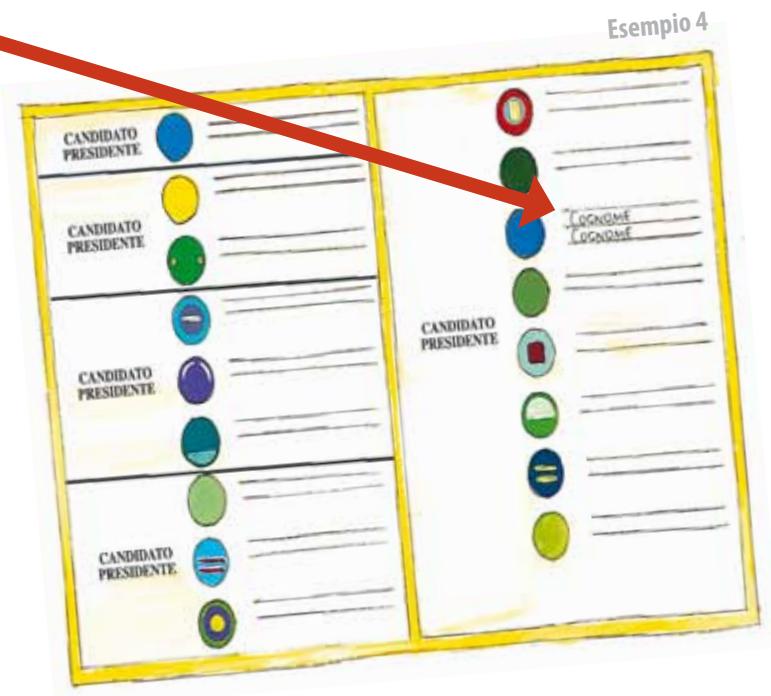 Esempio 4
CANDIDATO
PRESIDENTE
CANDIDATO
PRESIDENTE
CANDIDATO
PRESIDENTE
CANDIDATO
PRESIDENTE
COGNOME
COGNOME
CANDIDATO
PRESIDENTE